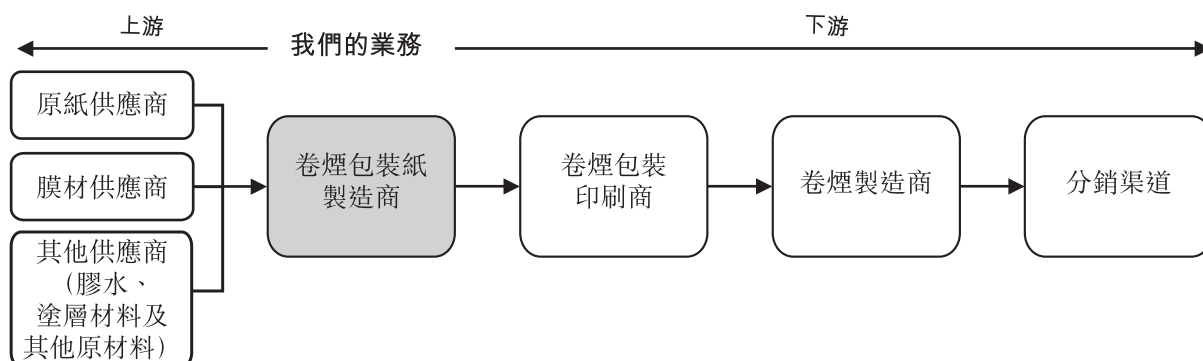 上游
我們的業務
下游
原紙供應商
膜材供應商
其他供應商
（膠水、
塗層材料及
其他原材料）
卷煙包裝紙
製造商
卷煙包裝
印刷商
卷煙製造商
分銷渠道